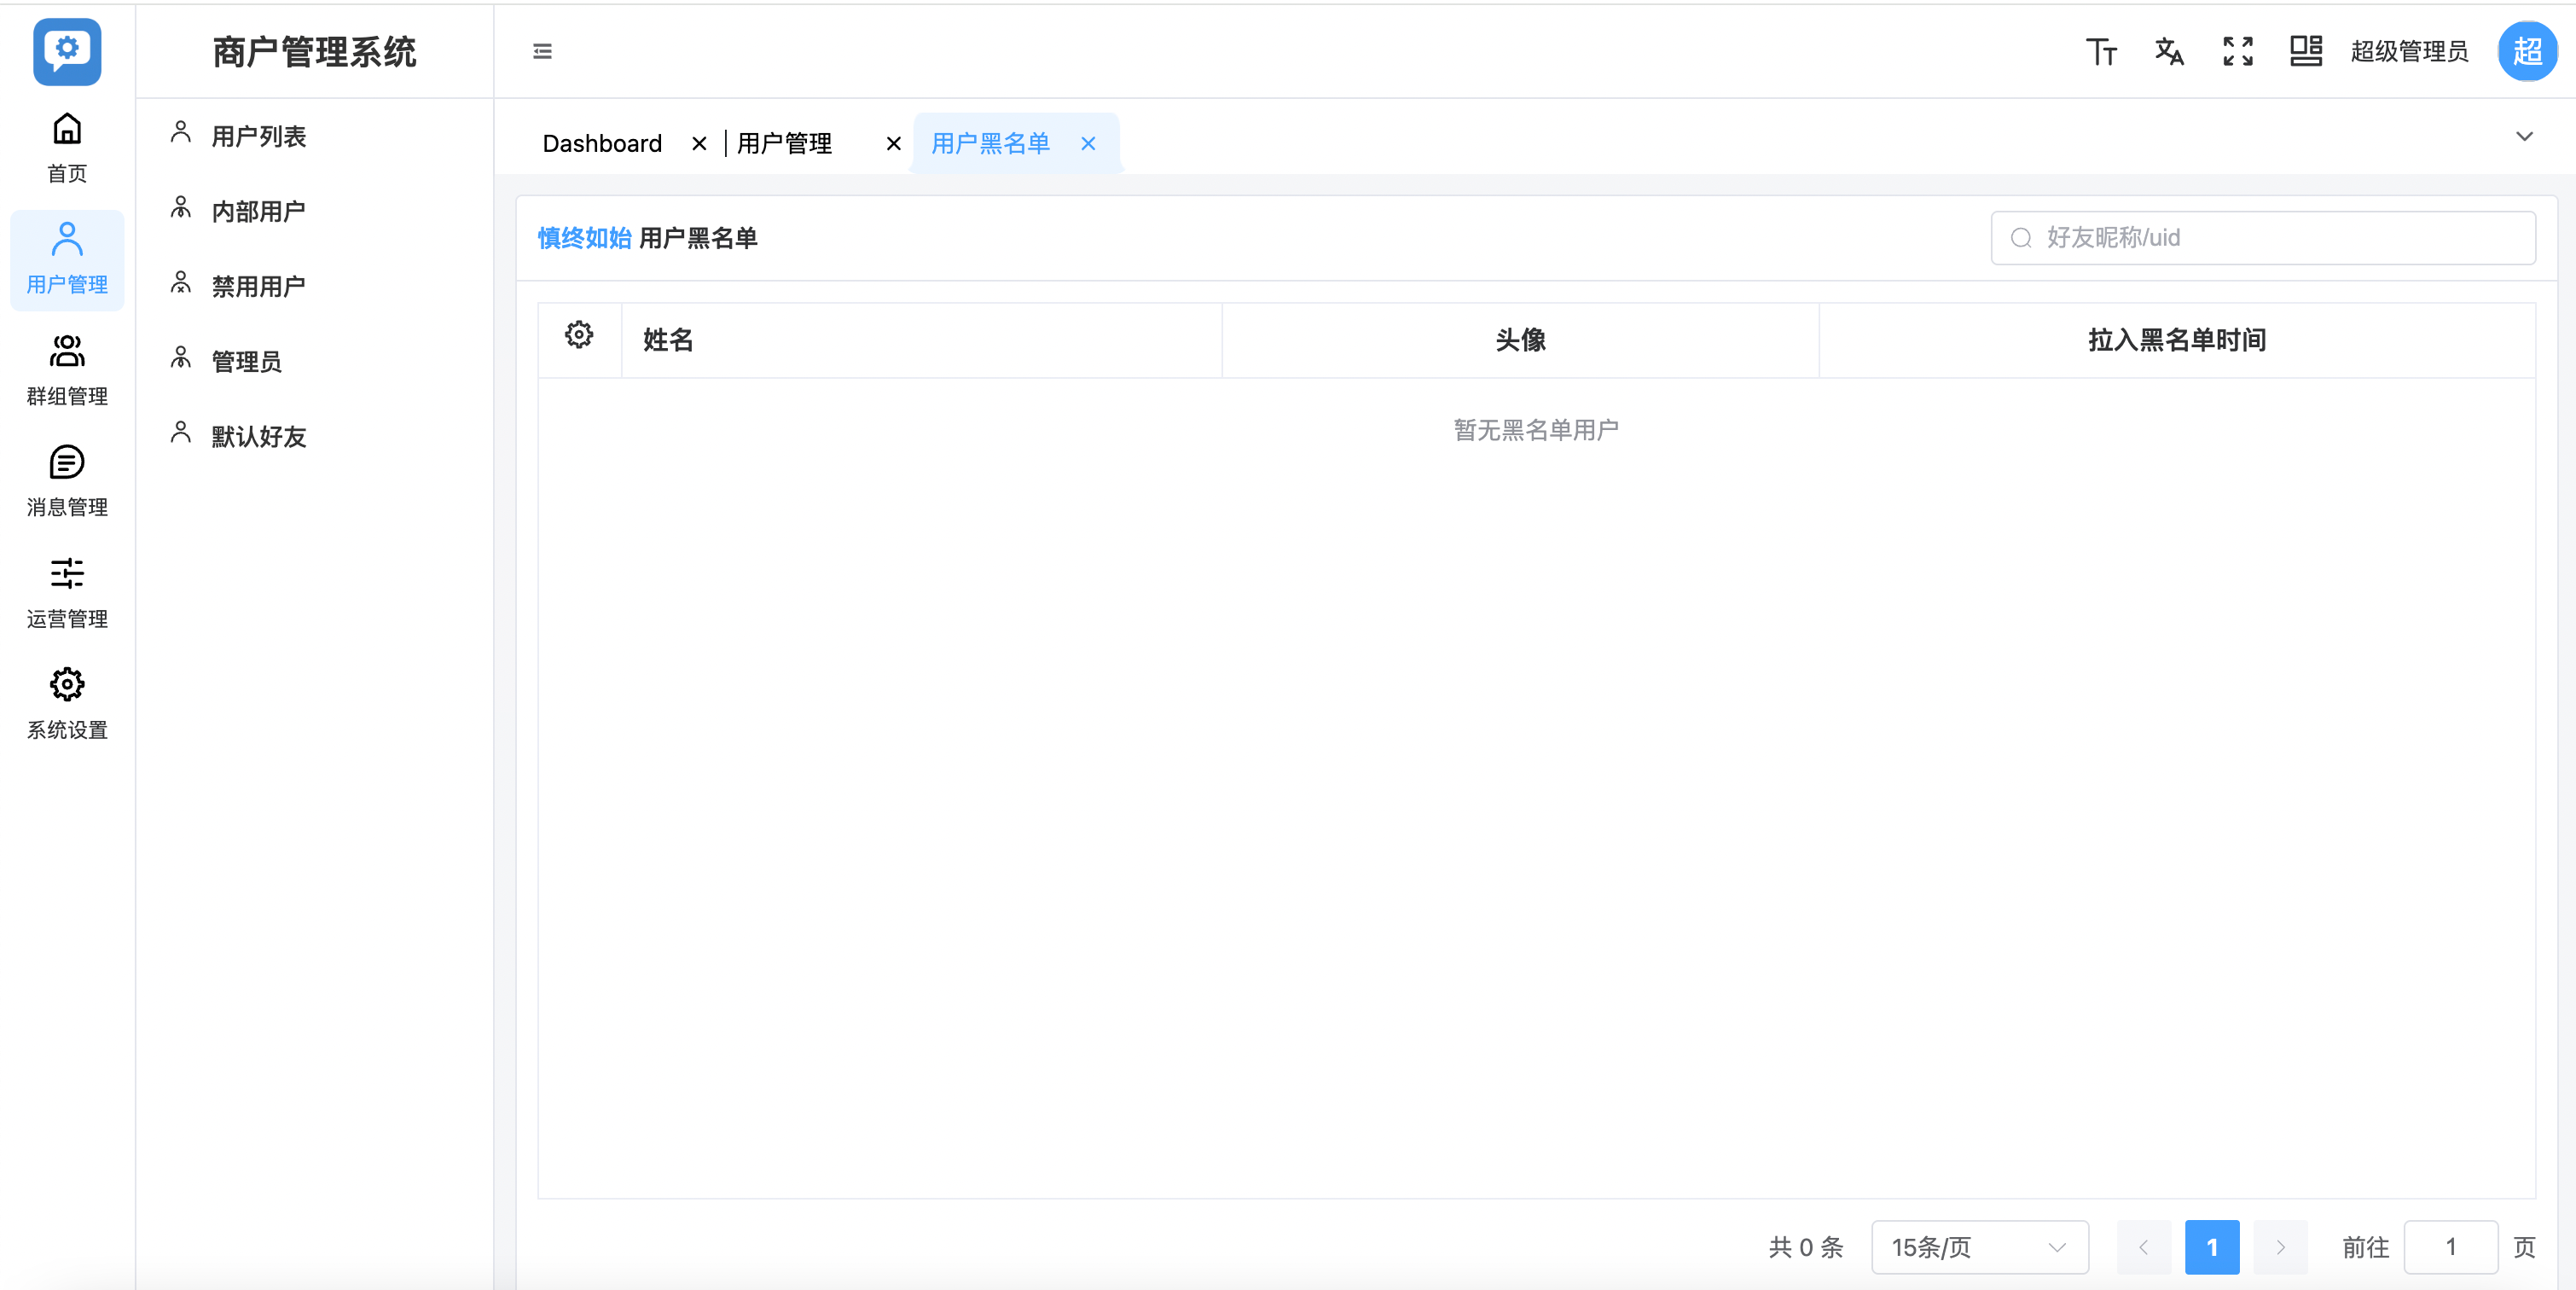 商户管理系统
超级管理员
超
首页
用户管理
群组管理
消息管理
运营管理
系统设置
用户列表
内部用户
禁用用户
管理员
默认好友
Dashboard
用户管理
用户黑名单
慎终如始 用户黑名单
好友昵称/uid
姓名
头像
拉入黑名单时间
暂无黑名单用户
共 0 条
15条/页
1
前往
1
页